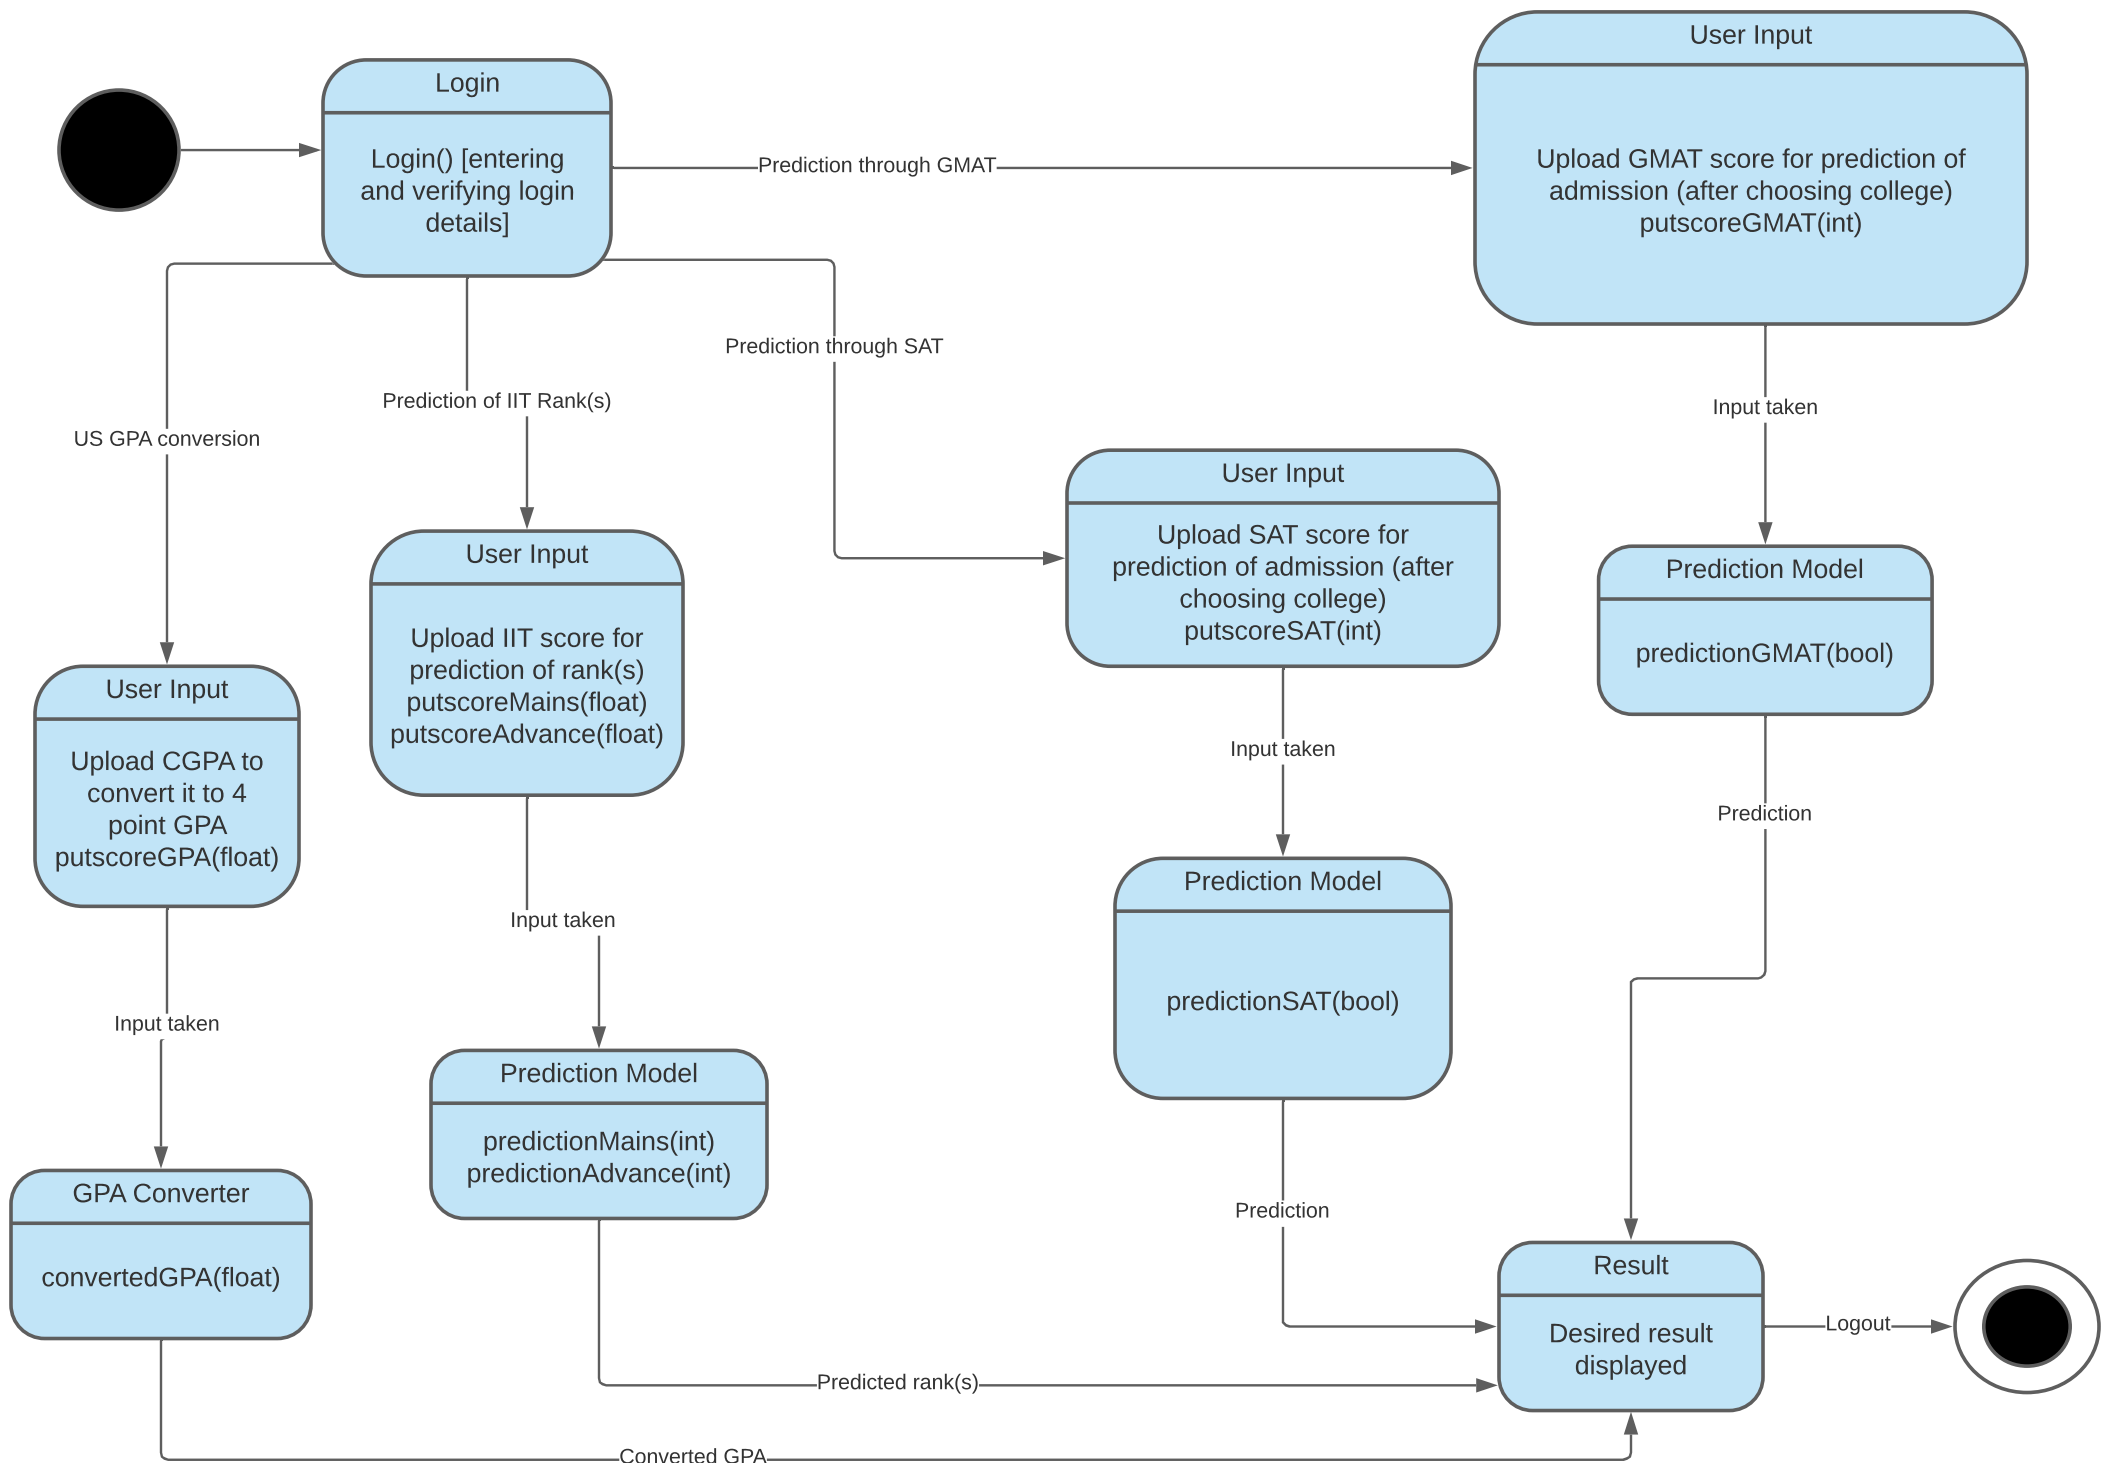 Login
Login() [entering
and verifying login
details]
Prediction through GMAT
User Input
Upload GMAT score for prediction of
admission (after choosing college)
putscoreGMAT(int)
Prediction through SAT
Prediction of IIT Rank(s)
US GPA conversion
Input taken
User Input
Upload SAT score for
prediction of admission (after
choosing college)
putscoreSAT(int)
User Input
Upload IIT score for
prediction of rank(s)
putscoreMains(float)
putscoreAdvance(float)
Prediction Model
predictionGMAT(bool)
User Input
Upload CGPA to
convert it to 4
point GPA
putscoreGPA(float)
Input taken
Prediction
Input taken
Prediction Model
predictionSAT(bool)
Input taken
Prediction Model
predictionMains(int)
predictionAdvance(int)
GPA Converter
convertedGPA(float)
Prediction
Result
Desired result
displayed
Logout
Predicted rank(s)
Converted GPA